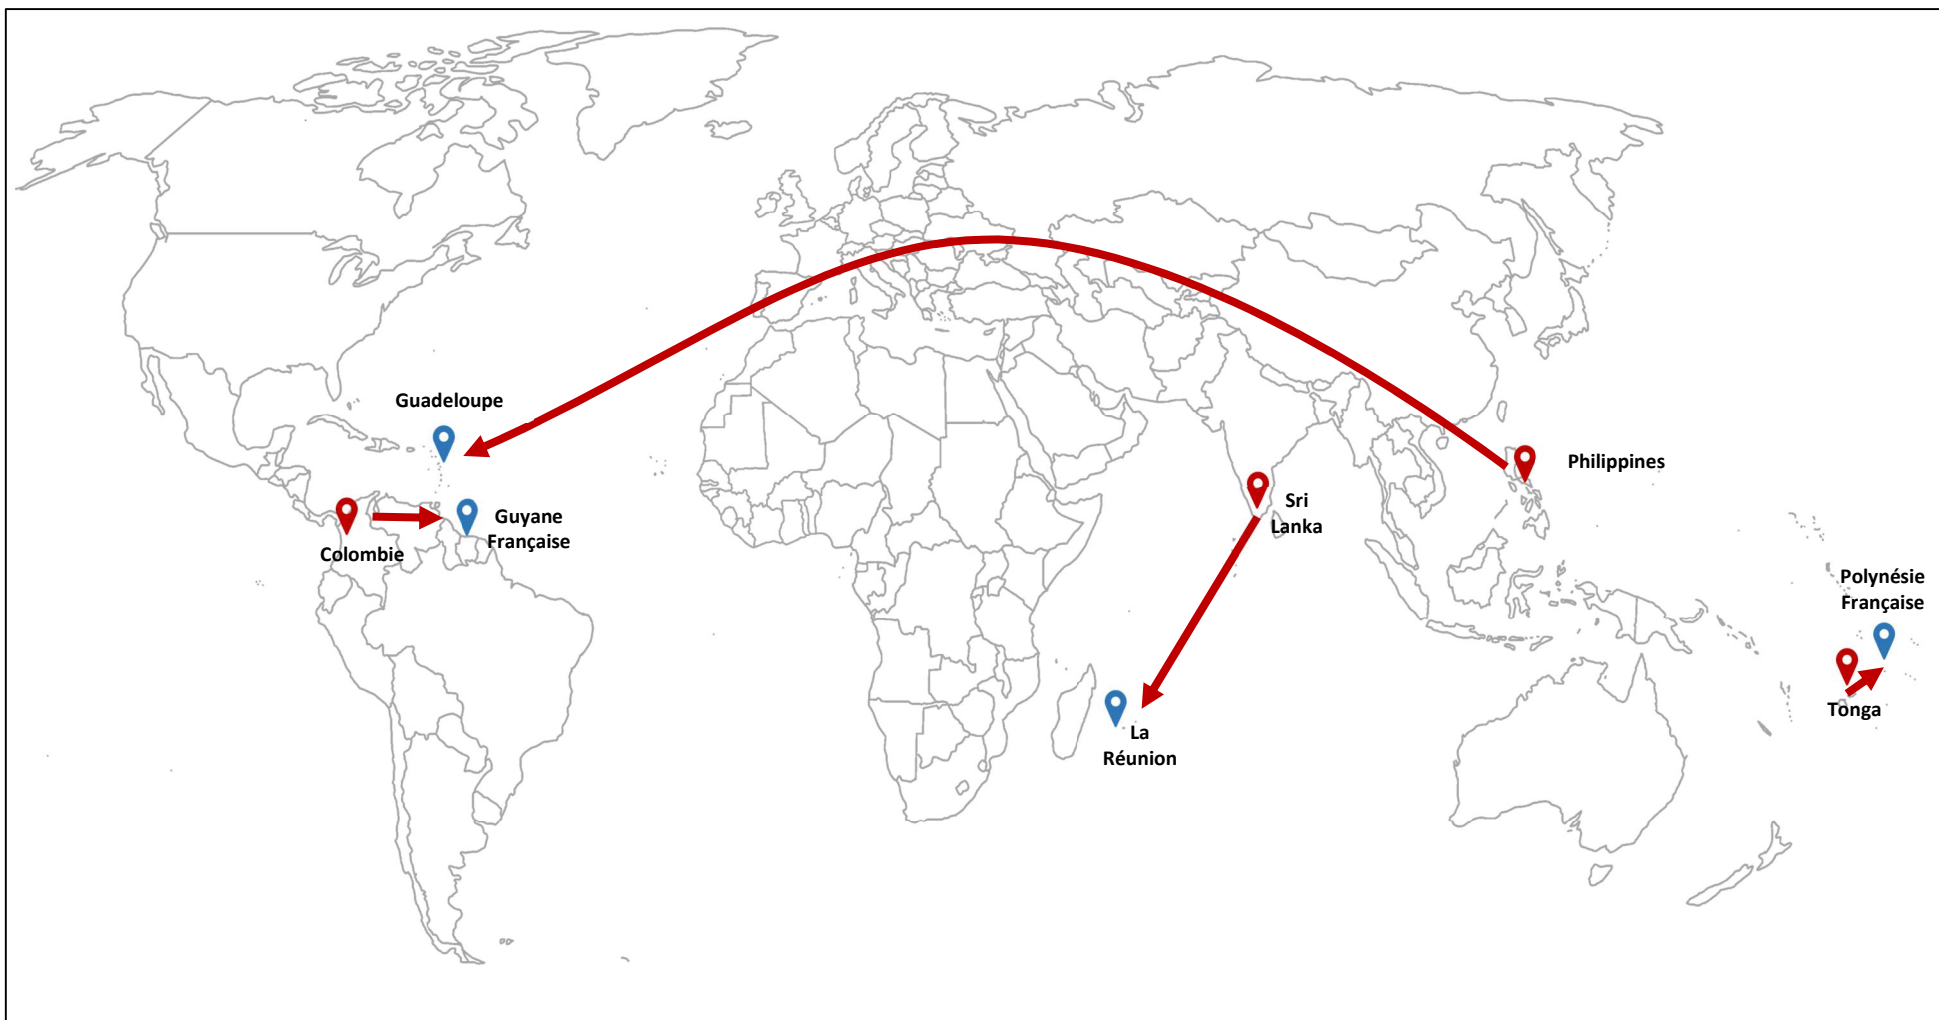 Guadeloupe
Philippines
Sri
Lanka
Guyane
Française
Colombie
Polynésie
Française
Tonga
La
Réunion